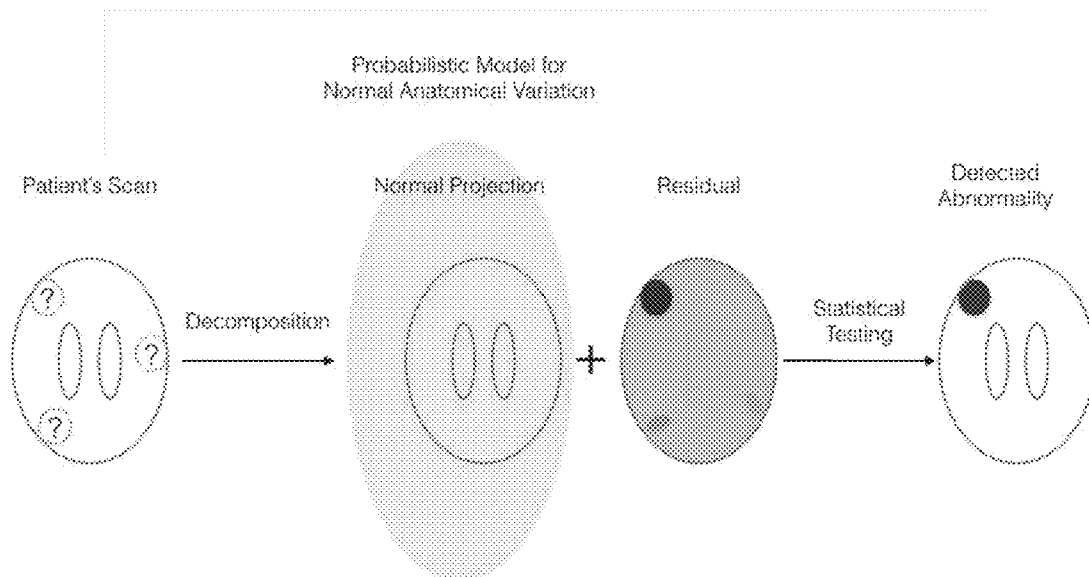 Probabilistic Model for
Normal Anatomical Variation
Patient's Scan
Normal Projection
Residual
Detected
Abnormality
?
?
?
Decomposition
+
Statistical
Testing